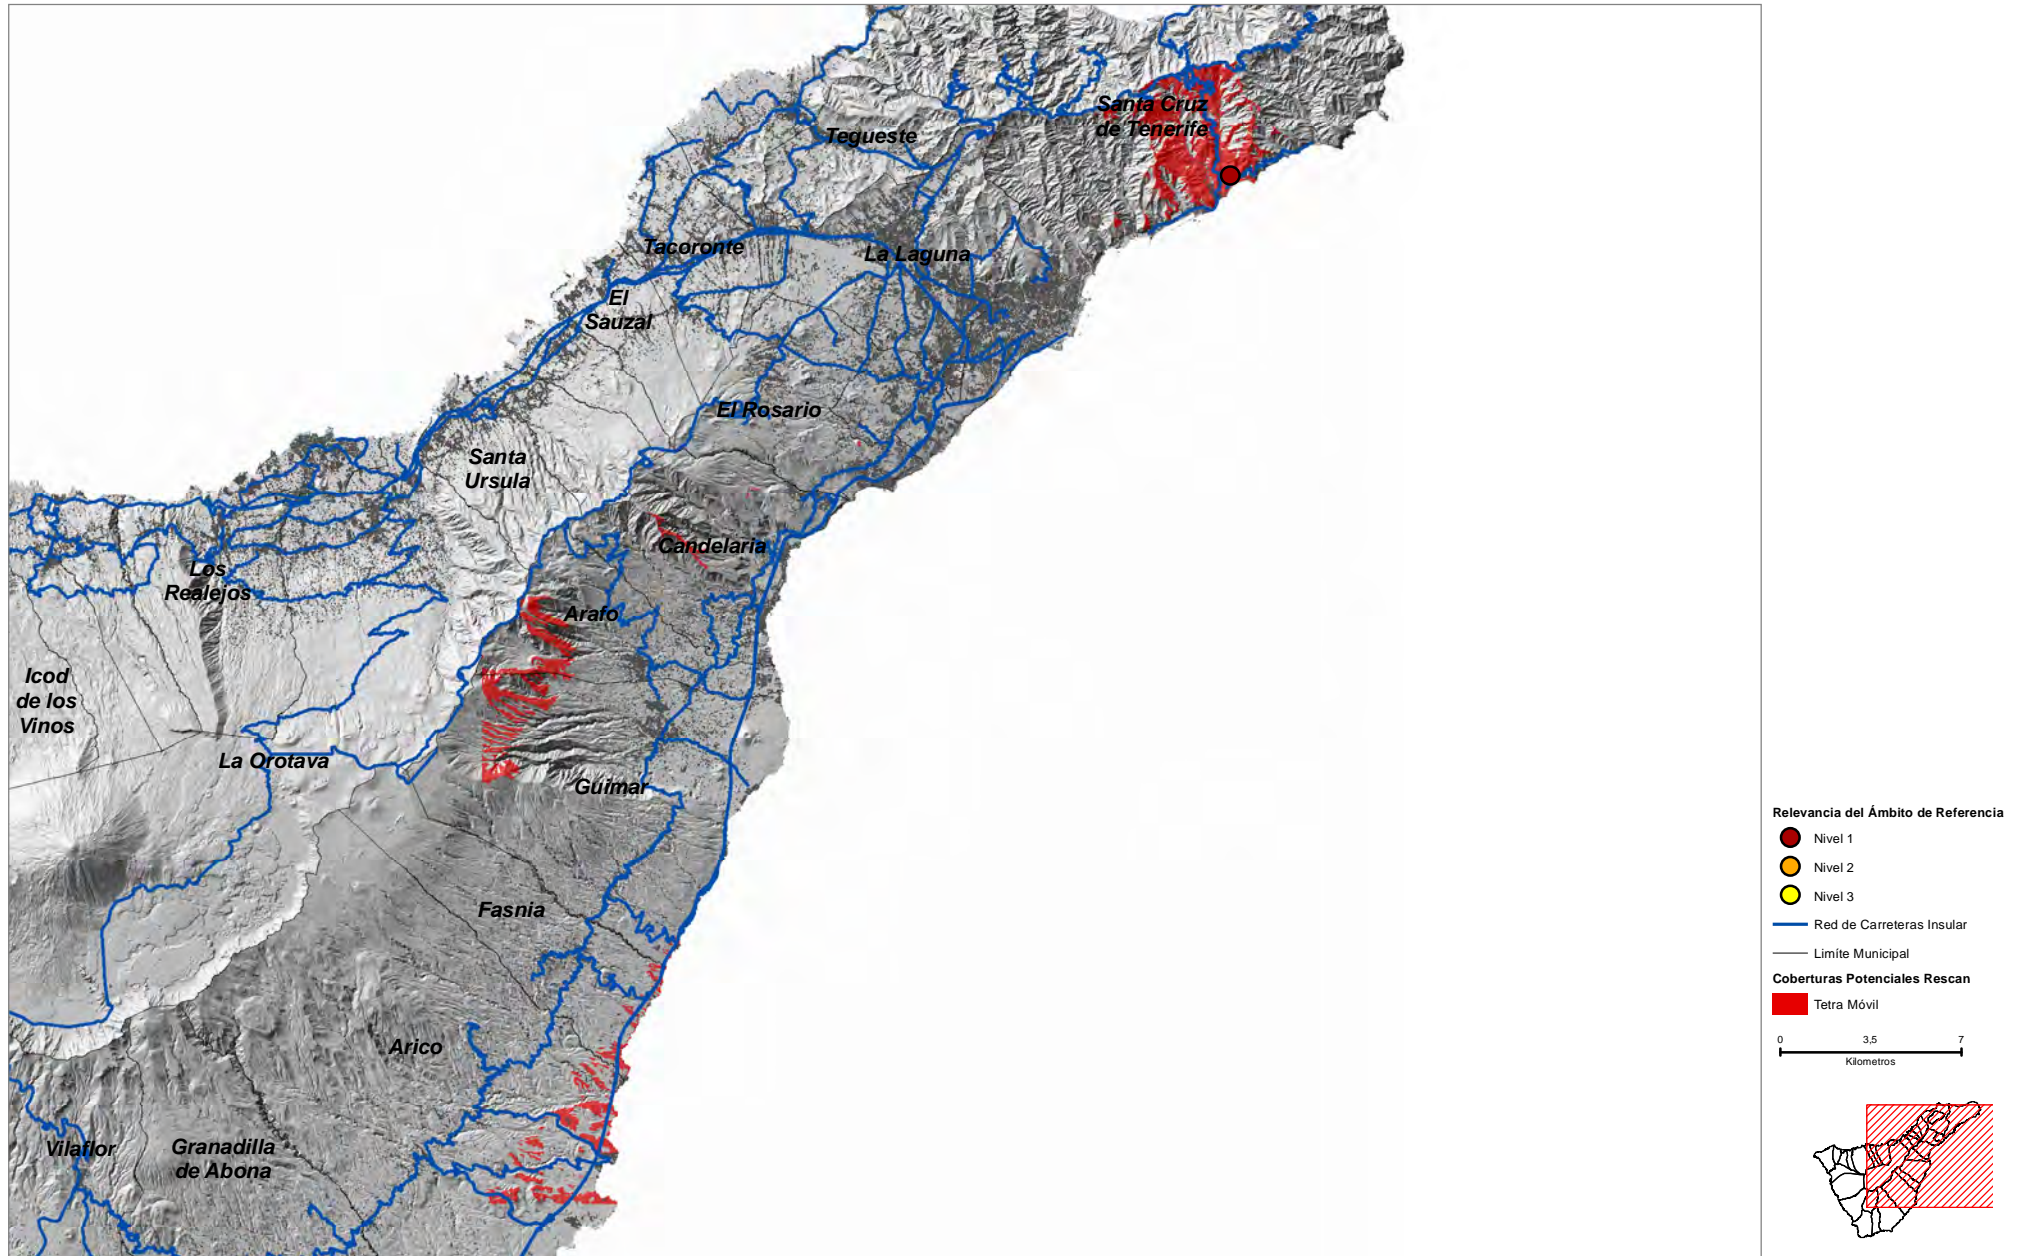 Santa Cruz
de Tenerife
Tegueste
Tacoronte
La Laguna
El
Sauzal
El Rosario
Santa
Ursula
Candelaria
Los
Realejos
Arafo
Icod
de los
Vinos
La Orotava
Guimar
Fasnia
Arico
Vilaflor
Granadilla
de Abona
Relevancia del Ámbito de Referencia
Nivel 1
Nivel 2
Nivel 3
Red de Carreteras Insular
Limíte Municipal
Coberturas Potenciales Rescan
Tetra Móvil
0 3,5 7
Kilometros